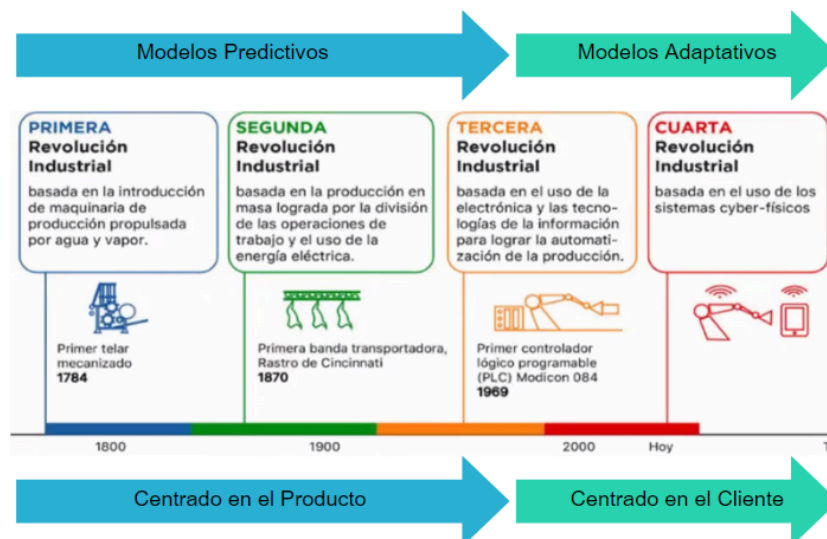 Modelos Predictivos
Modelos Adaptativos
PRIMERA
Revolución
Industrial
basada en la introducción
de maquinaria de
producción propulsada
por agua y vapor.
SEGUNDA
Revolución
Industrial
basada en la producción en
masa lograda por la división
de las operaciones de
trabajo y el uso de la
energía eléctrica.
TERCERA
Revolución
Industrial
basada en el uso de la
electrónica y las tecno-
logías de la información
para lograr la automati-
zación de la producción.
CUARTA
Revolución
Industrial
basada en el uso de los
sistemas cyber-físicos
Primer telar
mecanizado
1784
Primera banda transportadora,
Rastro de Cincinnati
1870
Primer controlador
lógico programable
(PLC) Modicon 084
1969
1800
1900
2000
Hoy
Centrado en el Producto
Centrado en el Cliente